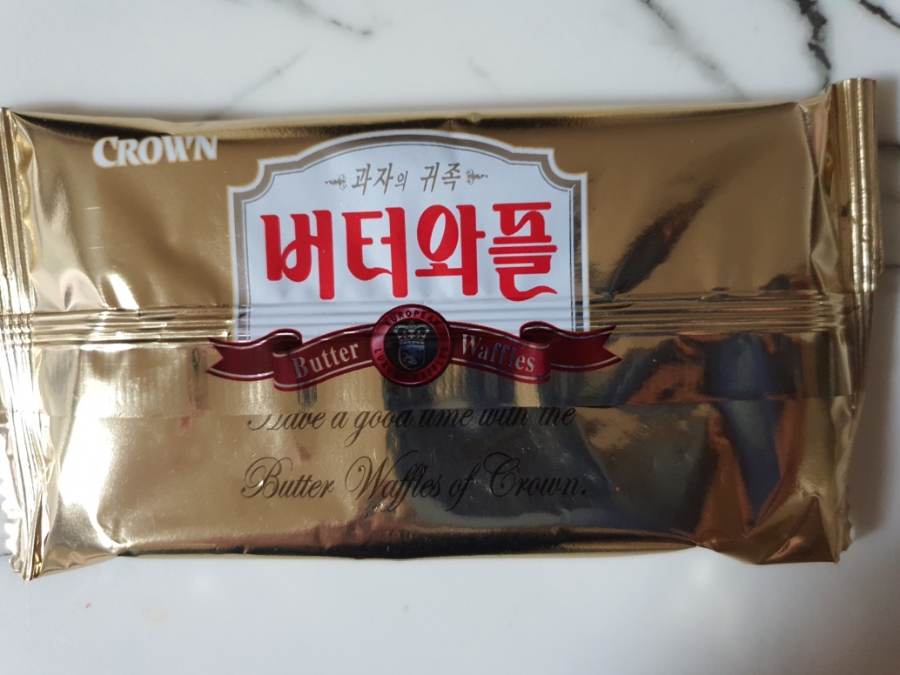 CROWN
과자의 귀족
버터와플
EUROPEAN
Butter Waffles
Have a good time with the
Butter Waffles of Crown.